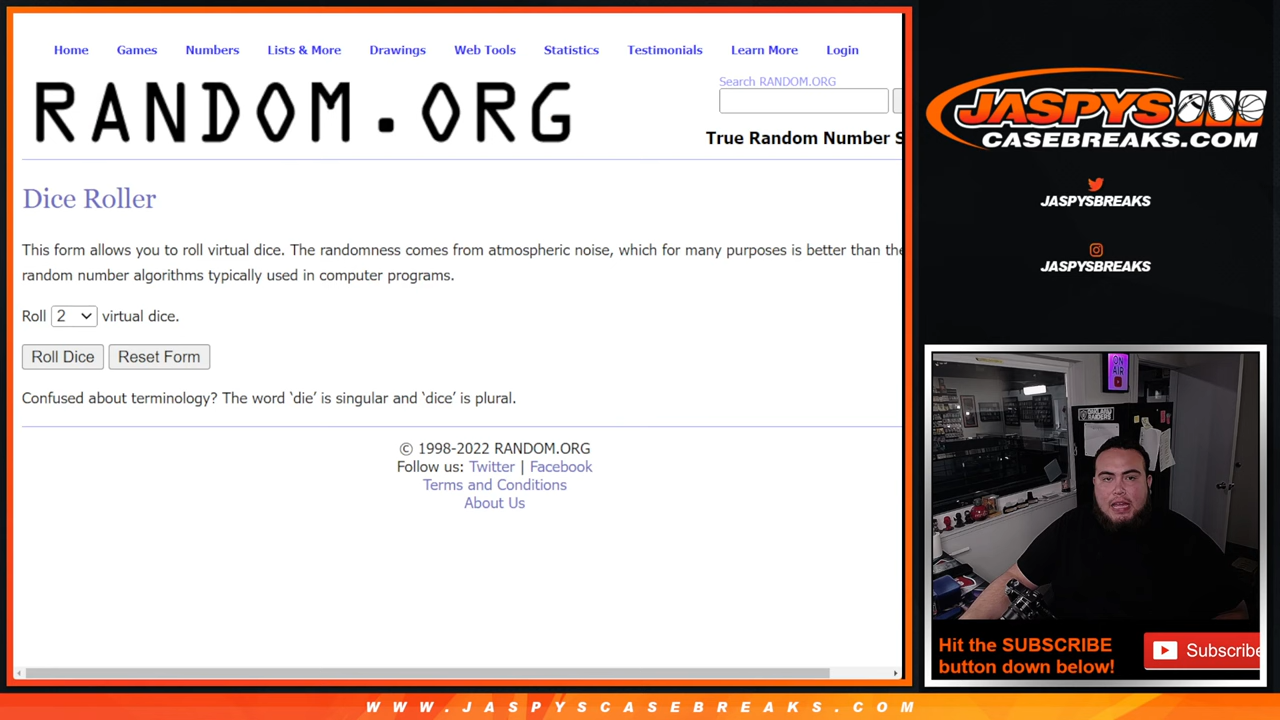 Home Games Numbers Lists & More Drawings Web Tools Statistics Testimonials Learn More Login
RANDOM.ORG
Search RANDOM.ORG
True Random Number S
Dice Roller
This form allows you to roll virtual dice. The randomness comes from atmospheric noise, which for many purposes is better than the
random number algorithms typically used in computer programs.
Roll 2 virtual dice.
Roll Dice Reset Form
Confused about terminology? The word ‘die’ is singular and ‘dice’ is plural.
© 1998-2022 RANDOM.ORG
Follow us: Twitter | Facebook
Terms and Conditions
About Us
JASPYS
CASEBREAKS.COM
JASPYSBREAKS
JASPYSBREAKS
ON
AIR
Hit the SUBSCRIBE
button down below!
Subscribe
WWW.JASPYSCASEBREAKS.COM